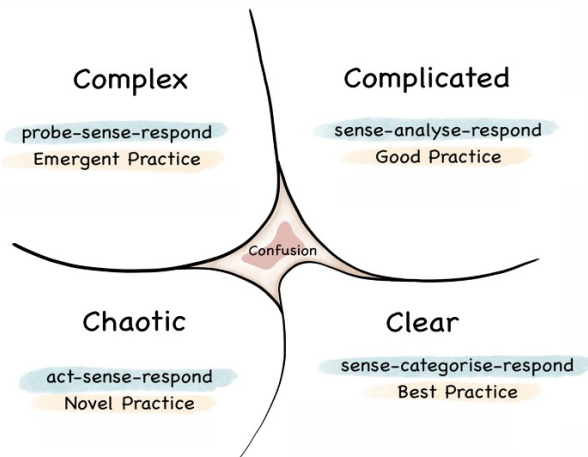 Complex
probe-sense-respond
Emergent Practice
Complicated
sense-analyse-respond
Good Practice
Confusion
Chaotic
act-sense-respond
Novel Practice
Clear
sense-categorise-respond
Best Practice